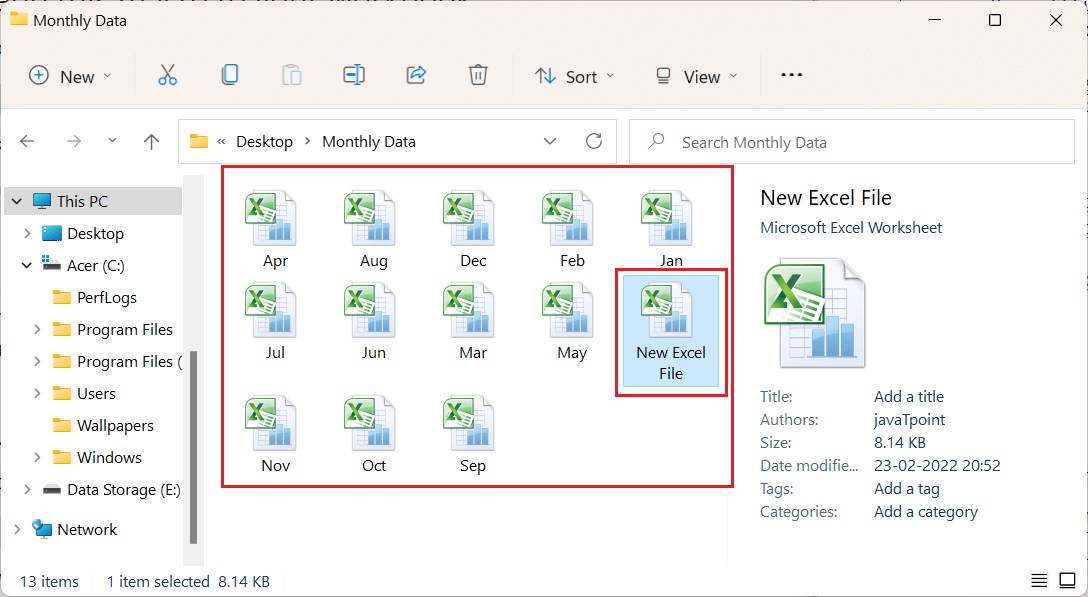 Monthly Data
New
Sort
View
« Desktop > Monthly Data
Search Monthly Data
This PC
Desktop
Acer (C:)
PerfLogs
Program Files
Program Files (
Users
Wallpapers
Windows
Data Storage (E:)
Network
Apr Aug Dec Feb Jan
Jul Jun Mar May New Excel
File
Nov Oct Sep
New Excel File
Microsoft Excel Worksheet
Title: Add a title
Authors: javaTpoint
Size: 8.14 KB
Date modifie... 23-02-2022 20:52
Tags: Add a tag
Categories: Add a category
13 items 1 item selected 8.14 KB